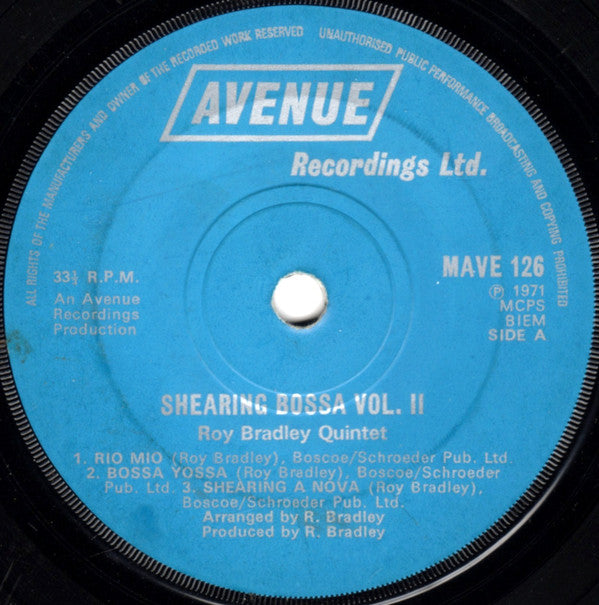 ALL RIGHTS OF THE MANUFACTURERS AND OWNER OF THE RECORDED WORK RESERVED UNAUTHORISED PUBLIC PERFORMANCE BROADCASTING AND COPYING PROHIBITED
AVENUE
Recordings Ltd.
33⅓ R.P.M.
An Avenue
Recordings
Production
MAVE 126
Ⓟ 1971
MCPS
BIEM
SIDE A
SHEARING BOSSA VOL. II
Roy Bradley Quintet
1. RIO MIO (Roy Bradley), Boscoe/Schroeder Pub. Ltd.
2. BOSSA YOSSA (Roy Bradley), Boscoe/Schroeder
Pub. Ltd. 3. SHEARING A NOVA (Roy Bradley),
Boscoe/Schroeder Pub. Ltd.
Arranged by R. Bradley
Produced by R. Bradley